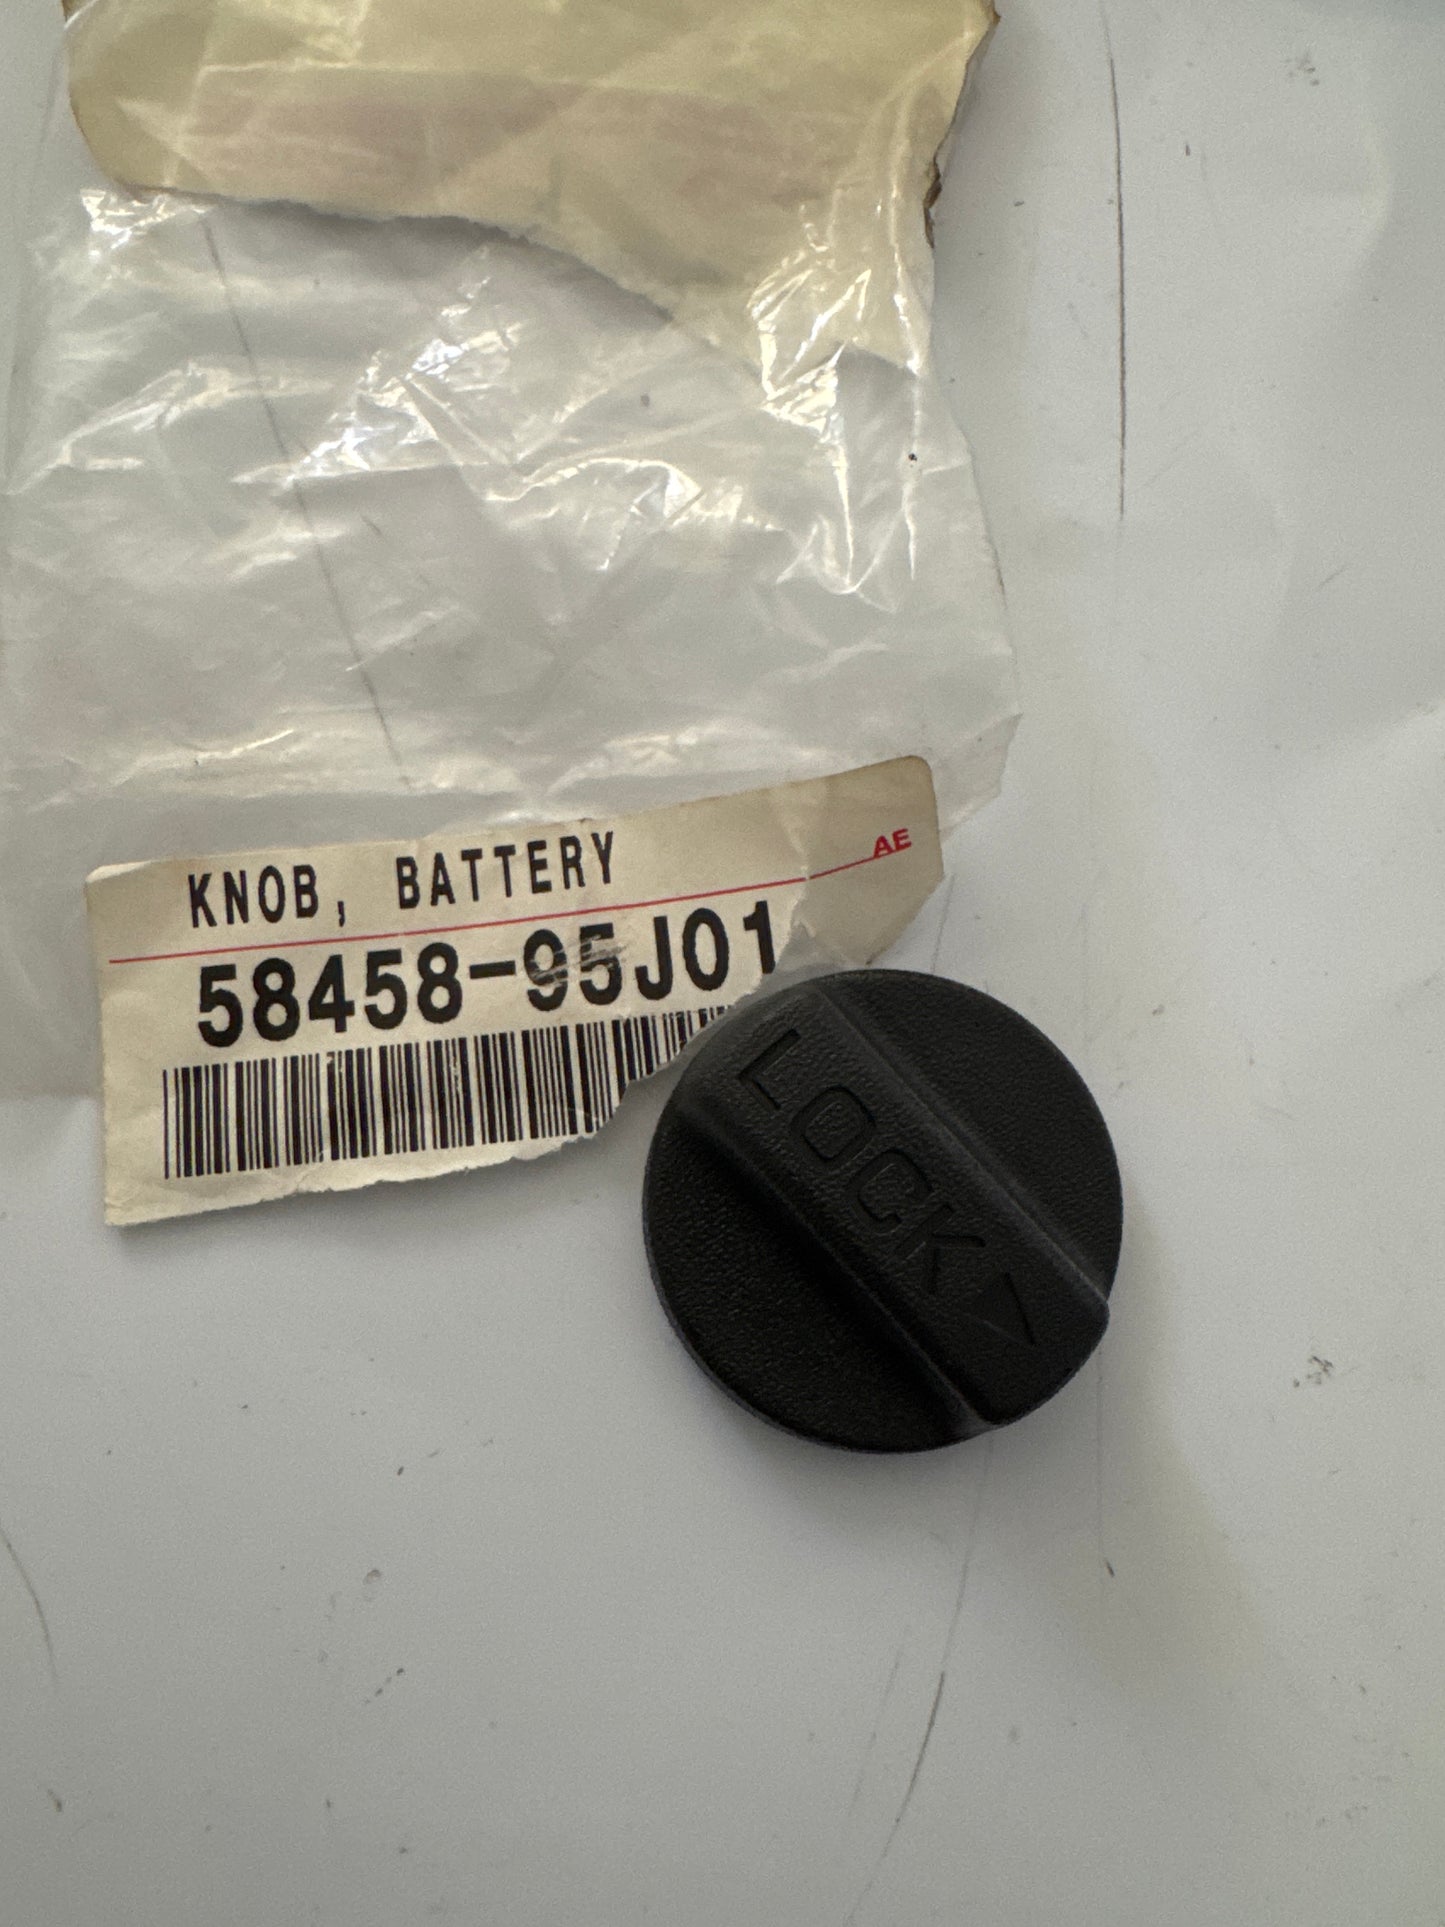 KNOB, BATTERY
AE
58458-95J01
LOCK